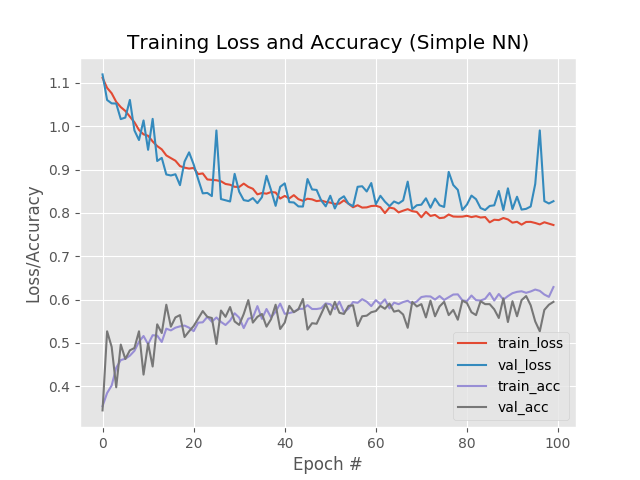 Training Loss and Accuracy (Simple NN)
1.1
1.0
0.9
0.8
0.7
0.6
0.5
0.4
Loss/Accuracy
train_loss
val_loss
train_acc
val_acc
0 20 40 60 80 100
Epoch #